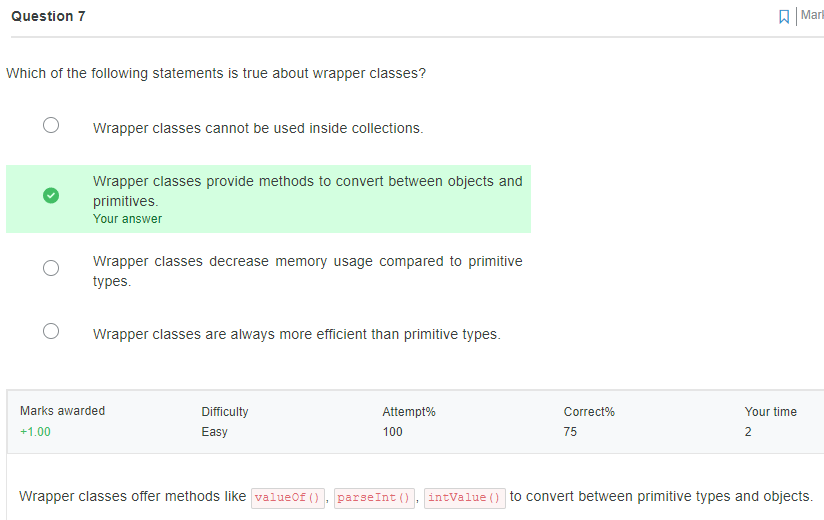 Question 7
Which of the following statements is true about wrapper classes?
Wrapper classes cannot be used inside collections.
Wrapper classes provide methods to convert between objects and
primitives.
Your answer
Wrapper classes decrease memory usage compared to primitive
types.
Wrapper classes are always more efficient than primitive types.
Marks awarded Difficulty Attempt% Correct% Your time
+1.00 Easy 100 75 2
Wrapper classes offer methods like valueOf(), parseInt(), intValue() to convert between primitive types and objects.